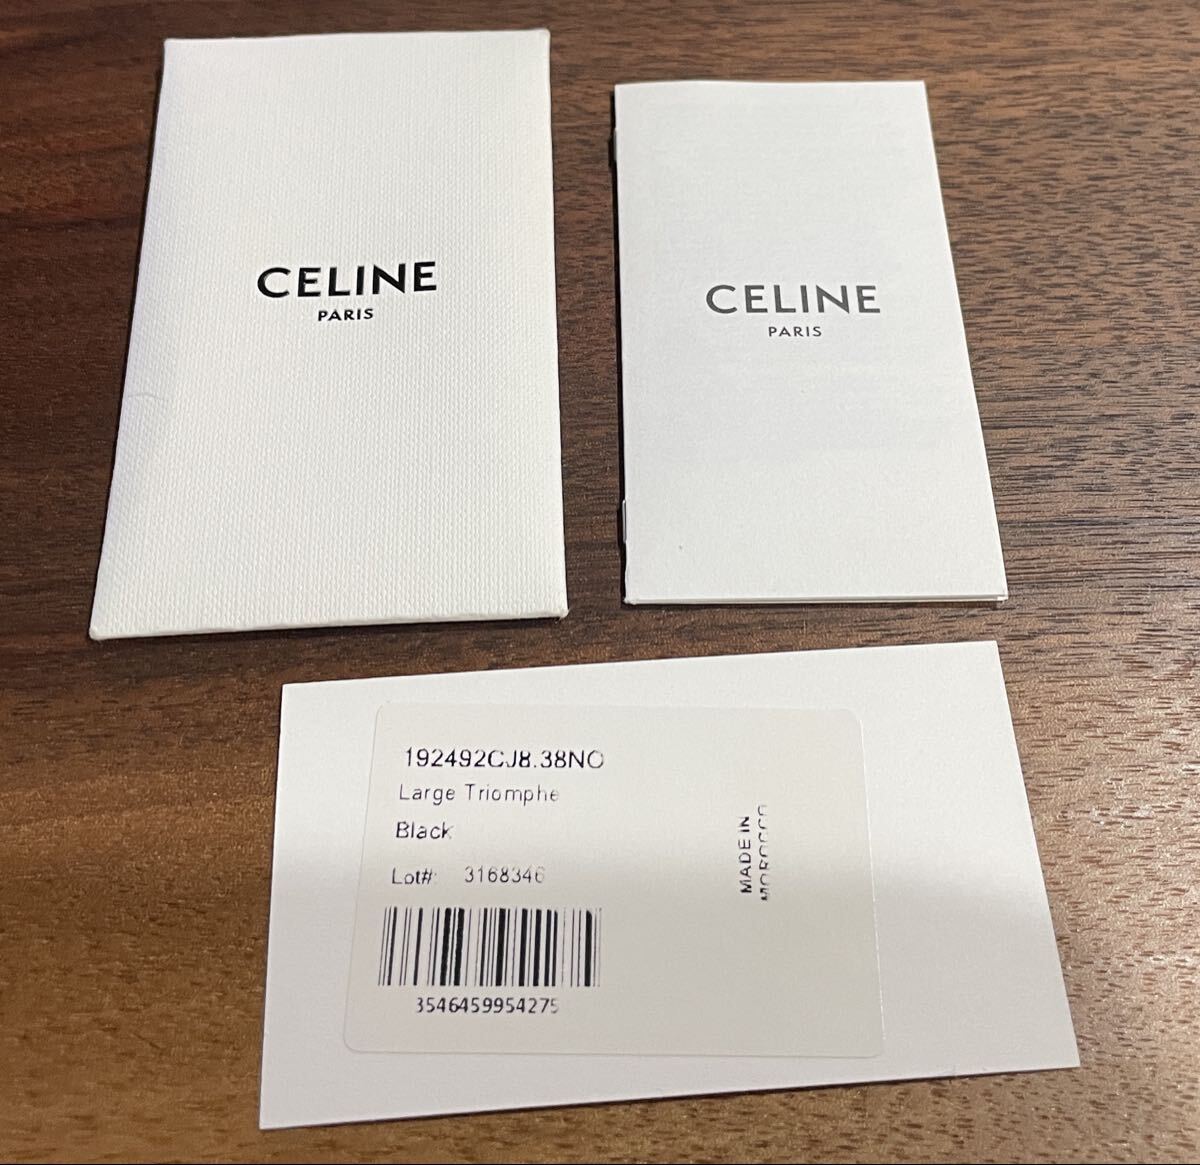 CELINE
PARIS
CELINE
PARIS
192492CJ8.38NO
Large Triomphe
Black
Lot#: 3168346
MADE IN
MOROCCO
3546459954275